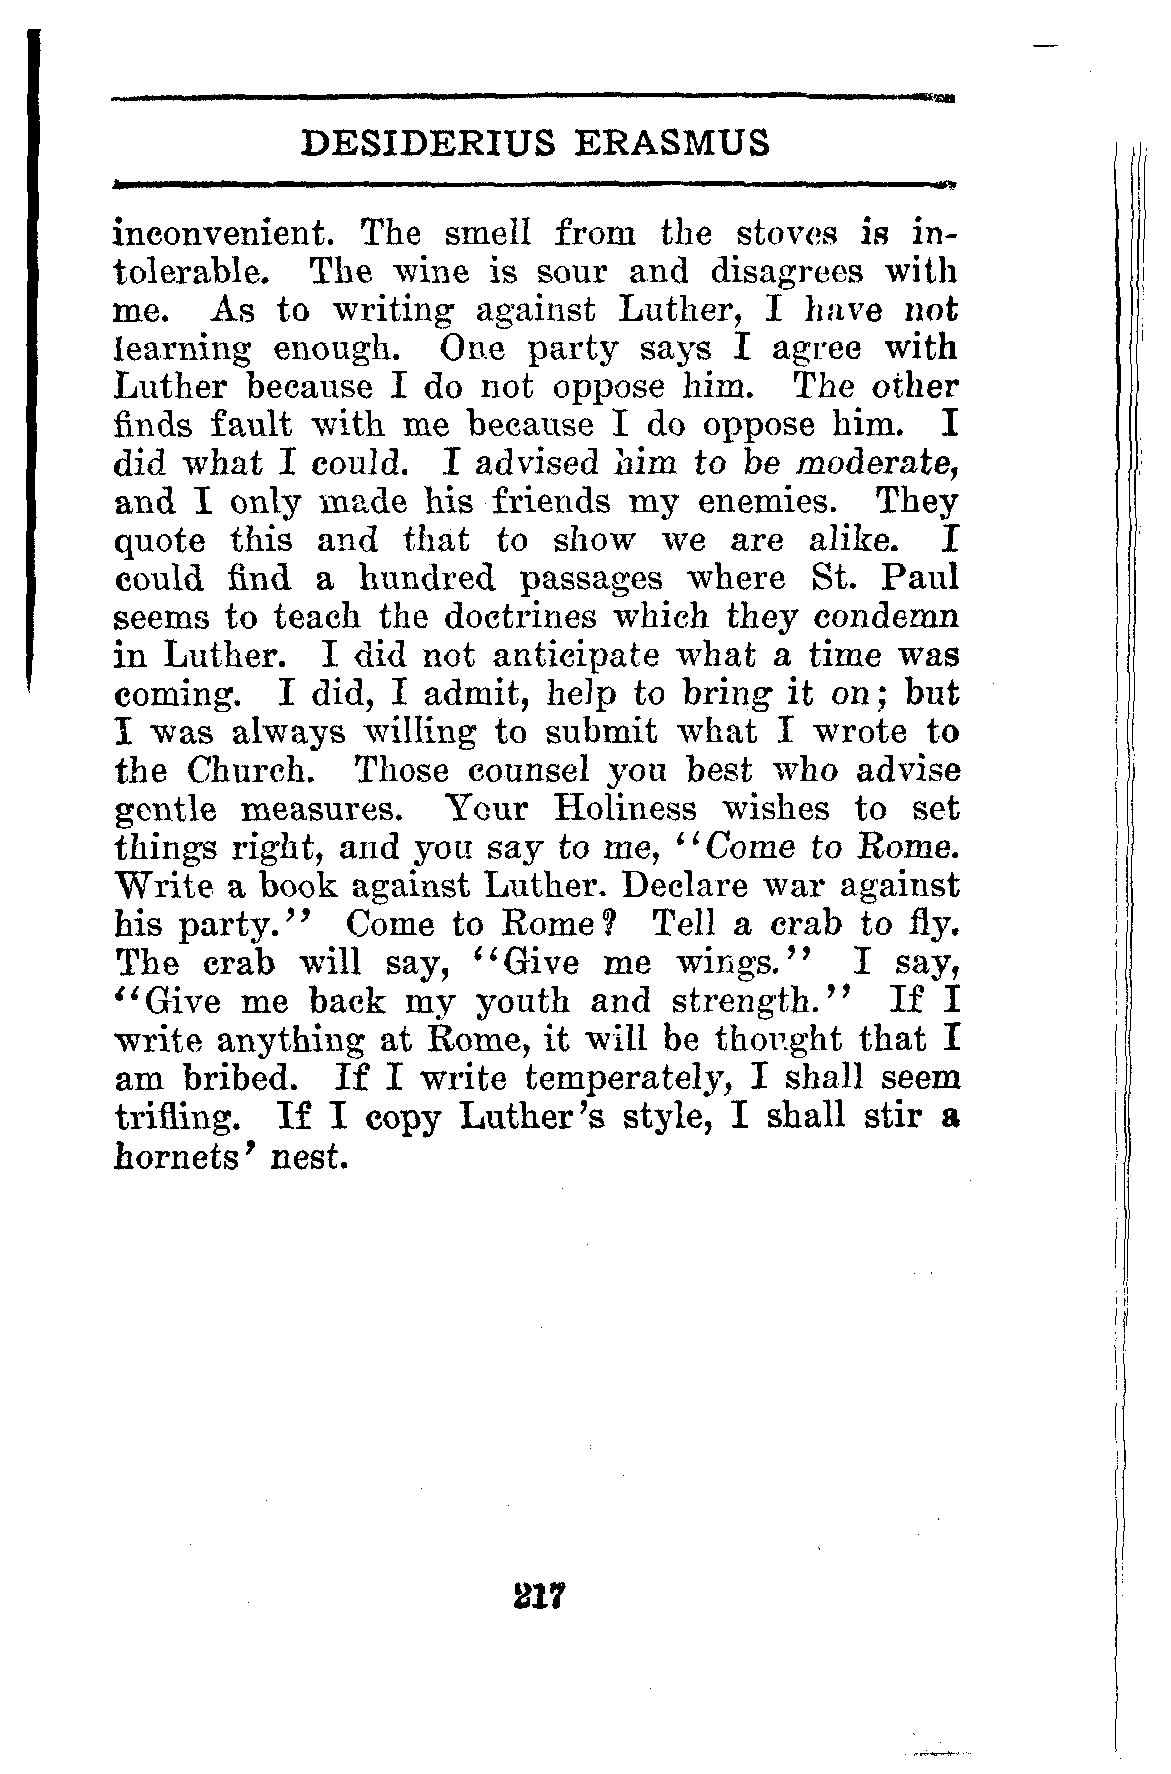 DESIDERIUS ERASMUS
inconvenient. The smell from the stoves is in-
tolerable. The wine is sour and disagrees with
me. As to writing against Luther, I have not
learning enough. One party says I agree with
Luther because I do not oppose him. The other
finds fault with me because I do oppose him. I
did what I could. I advised him to be moderate,
and I only made his friends my enemies. They
quote this and that to show we are alike. I
could find a hundred passages where St. Paul
seems to teach the doctrines which they condemn
in Luther. I did not anticipate what a time was
coming. I did, I admit, help to bring it on; but
I was always willing to submit what I wrote to
the Church. Those counsel you best who advise
gentle measures. Your Holiness wishes to set
things right, and you say to me, "Come to Rome.
Write a book against Luther. Declare war against
his party." Come to Rome? Tell a crab to fly.
The crab will say, "Give me wings." I say,
"Give me back my youth and strength." If I
write anything at Rome, it will be thought that I
am bribed. If I write temperately, I shall seem
trifling. If I copy Luther's style, I shall stir a
hornets' nest.
217